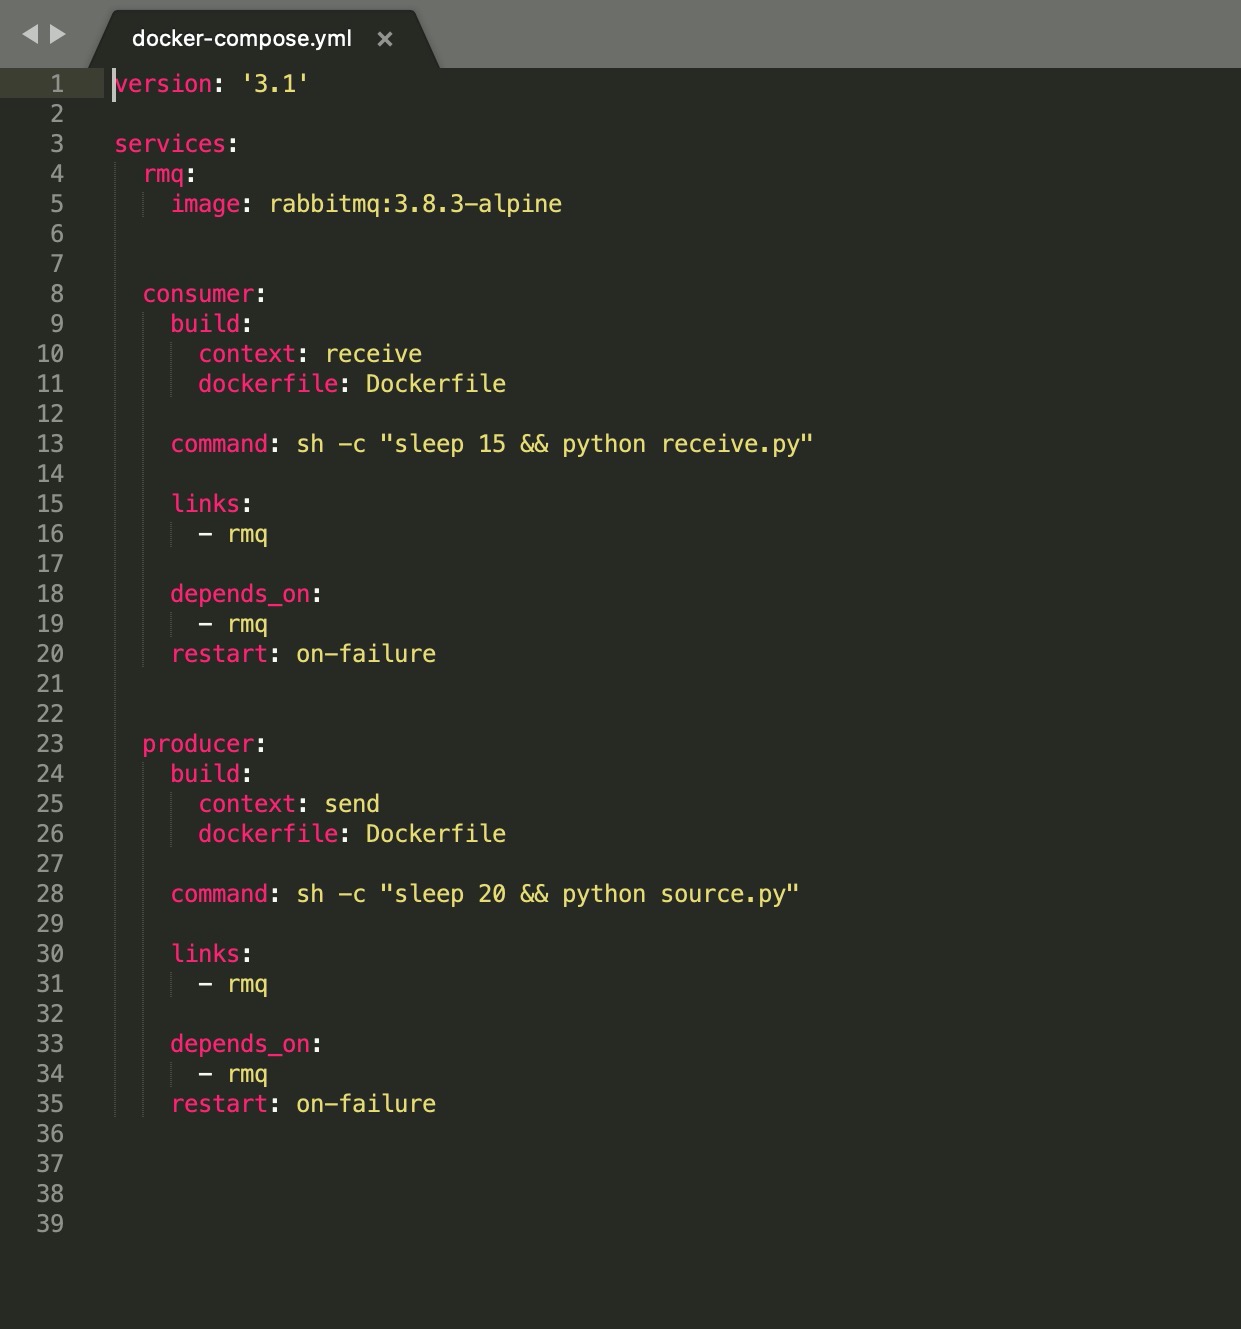 docker-compose.yml ×
1 version: '3.1'
2
3 services:
4   rmq:
5     image: rabbitmq:3.8.3-alpine
6
7
8   consumer:
9     build:
10       context: receive
11       dockerfile: Dockerfile
12
13     command: sh -c "sleep 15 && python receive.py"
14
15     links:
16       - rmq
17
18     depends_on:
19       - rmq
20     restart: on-failure
21
22
23   producer:
24     build:
25       context: send
26       dockerfile: Dockerfile
27
28     command: sh -c "sleep 20 && python source.py"
29
30     links:
31       - rmq
32
33     depends_on:
34       - rmq
35     restart: on-failure
36
37
38
39